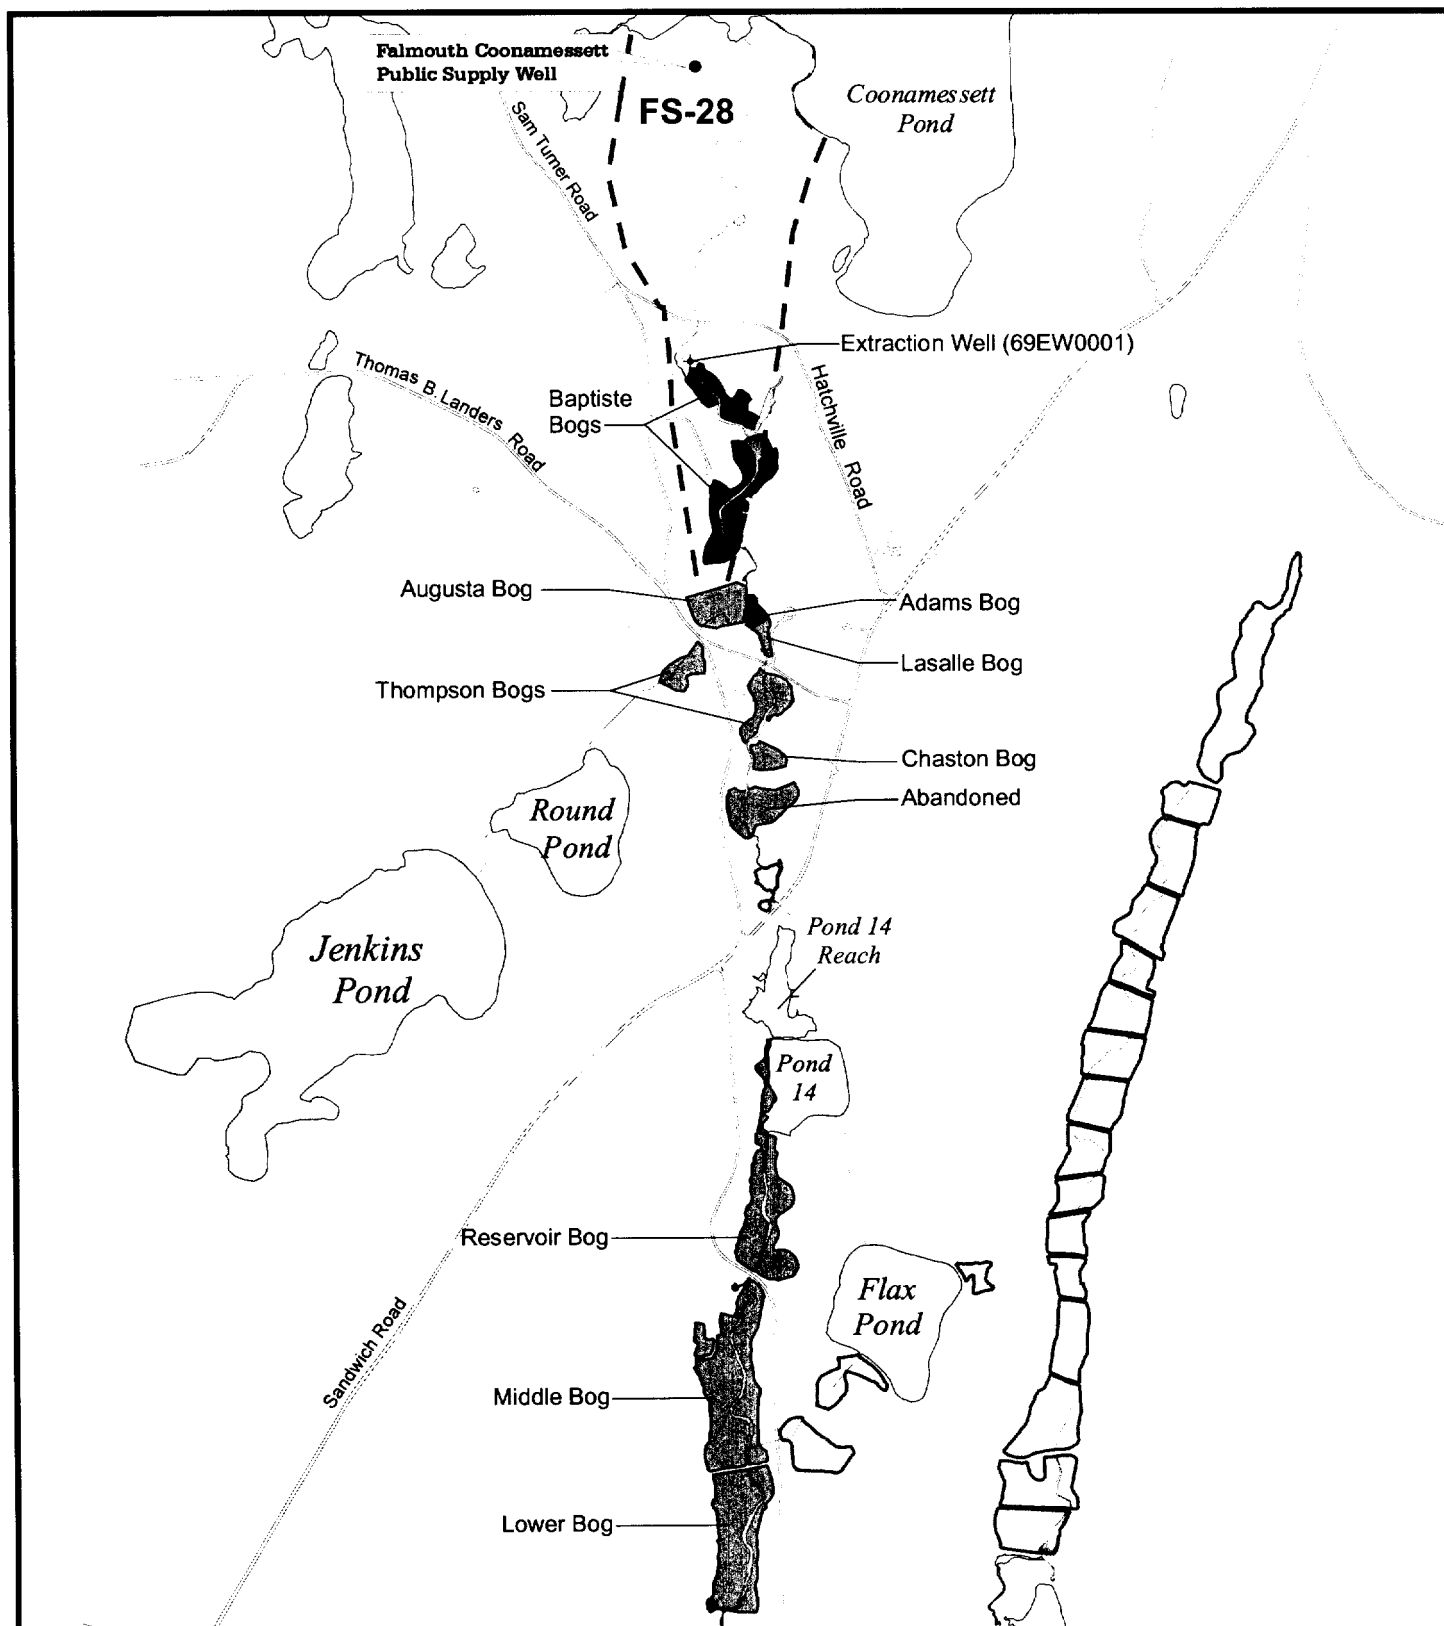 Falmouth Coonamessett
Public Supply Well
FS-28
Coonamessett
Pond
Sam Turner Road
Extraction Well (69EW0001)
Thomas B. Landers Road
Baptiste
Bogs
Hatchville Road
Augusta Bog
Adams Bog
Lasalle Bog
Thompson Bogs
Chaston Bog
Abandoned
Round
Pond
Pond 14
Reach
Jenkins
Pond
Pond
14
Reservoir Bog
Flax
Pond
Sandwich Road
Middle Bog
Lower Bog